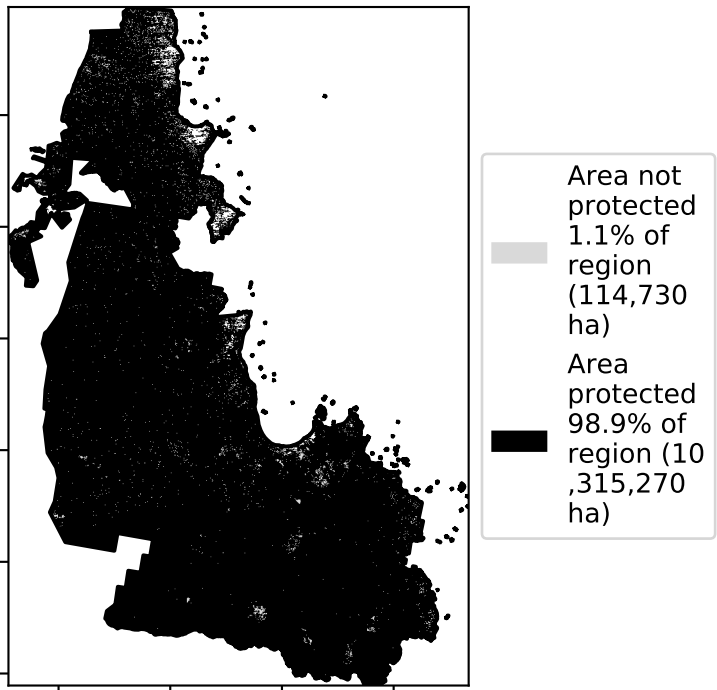 Area not
protected
1.1% of
region
(114,730
ha)
Area
protected
98.9% of
region (10
,315,270
ha)